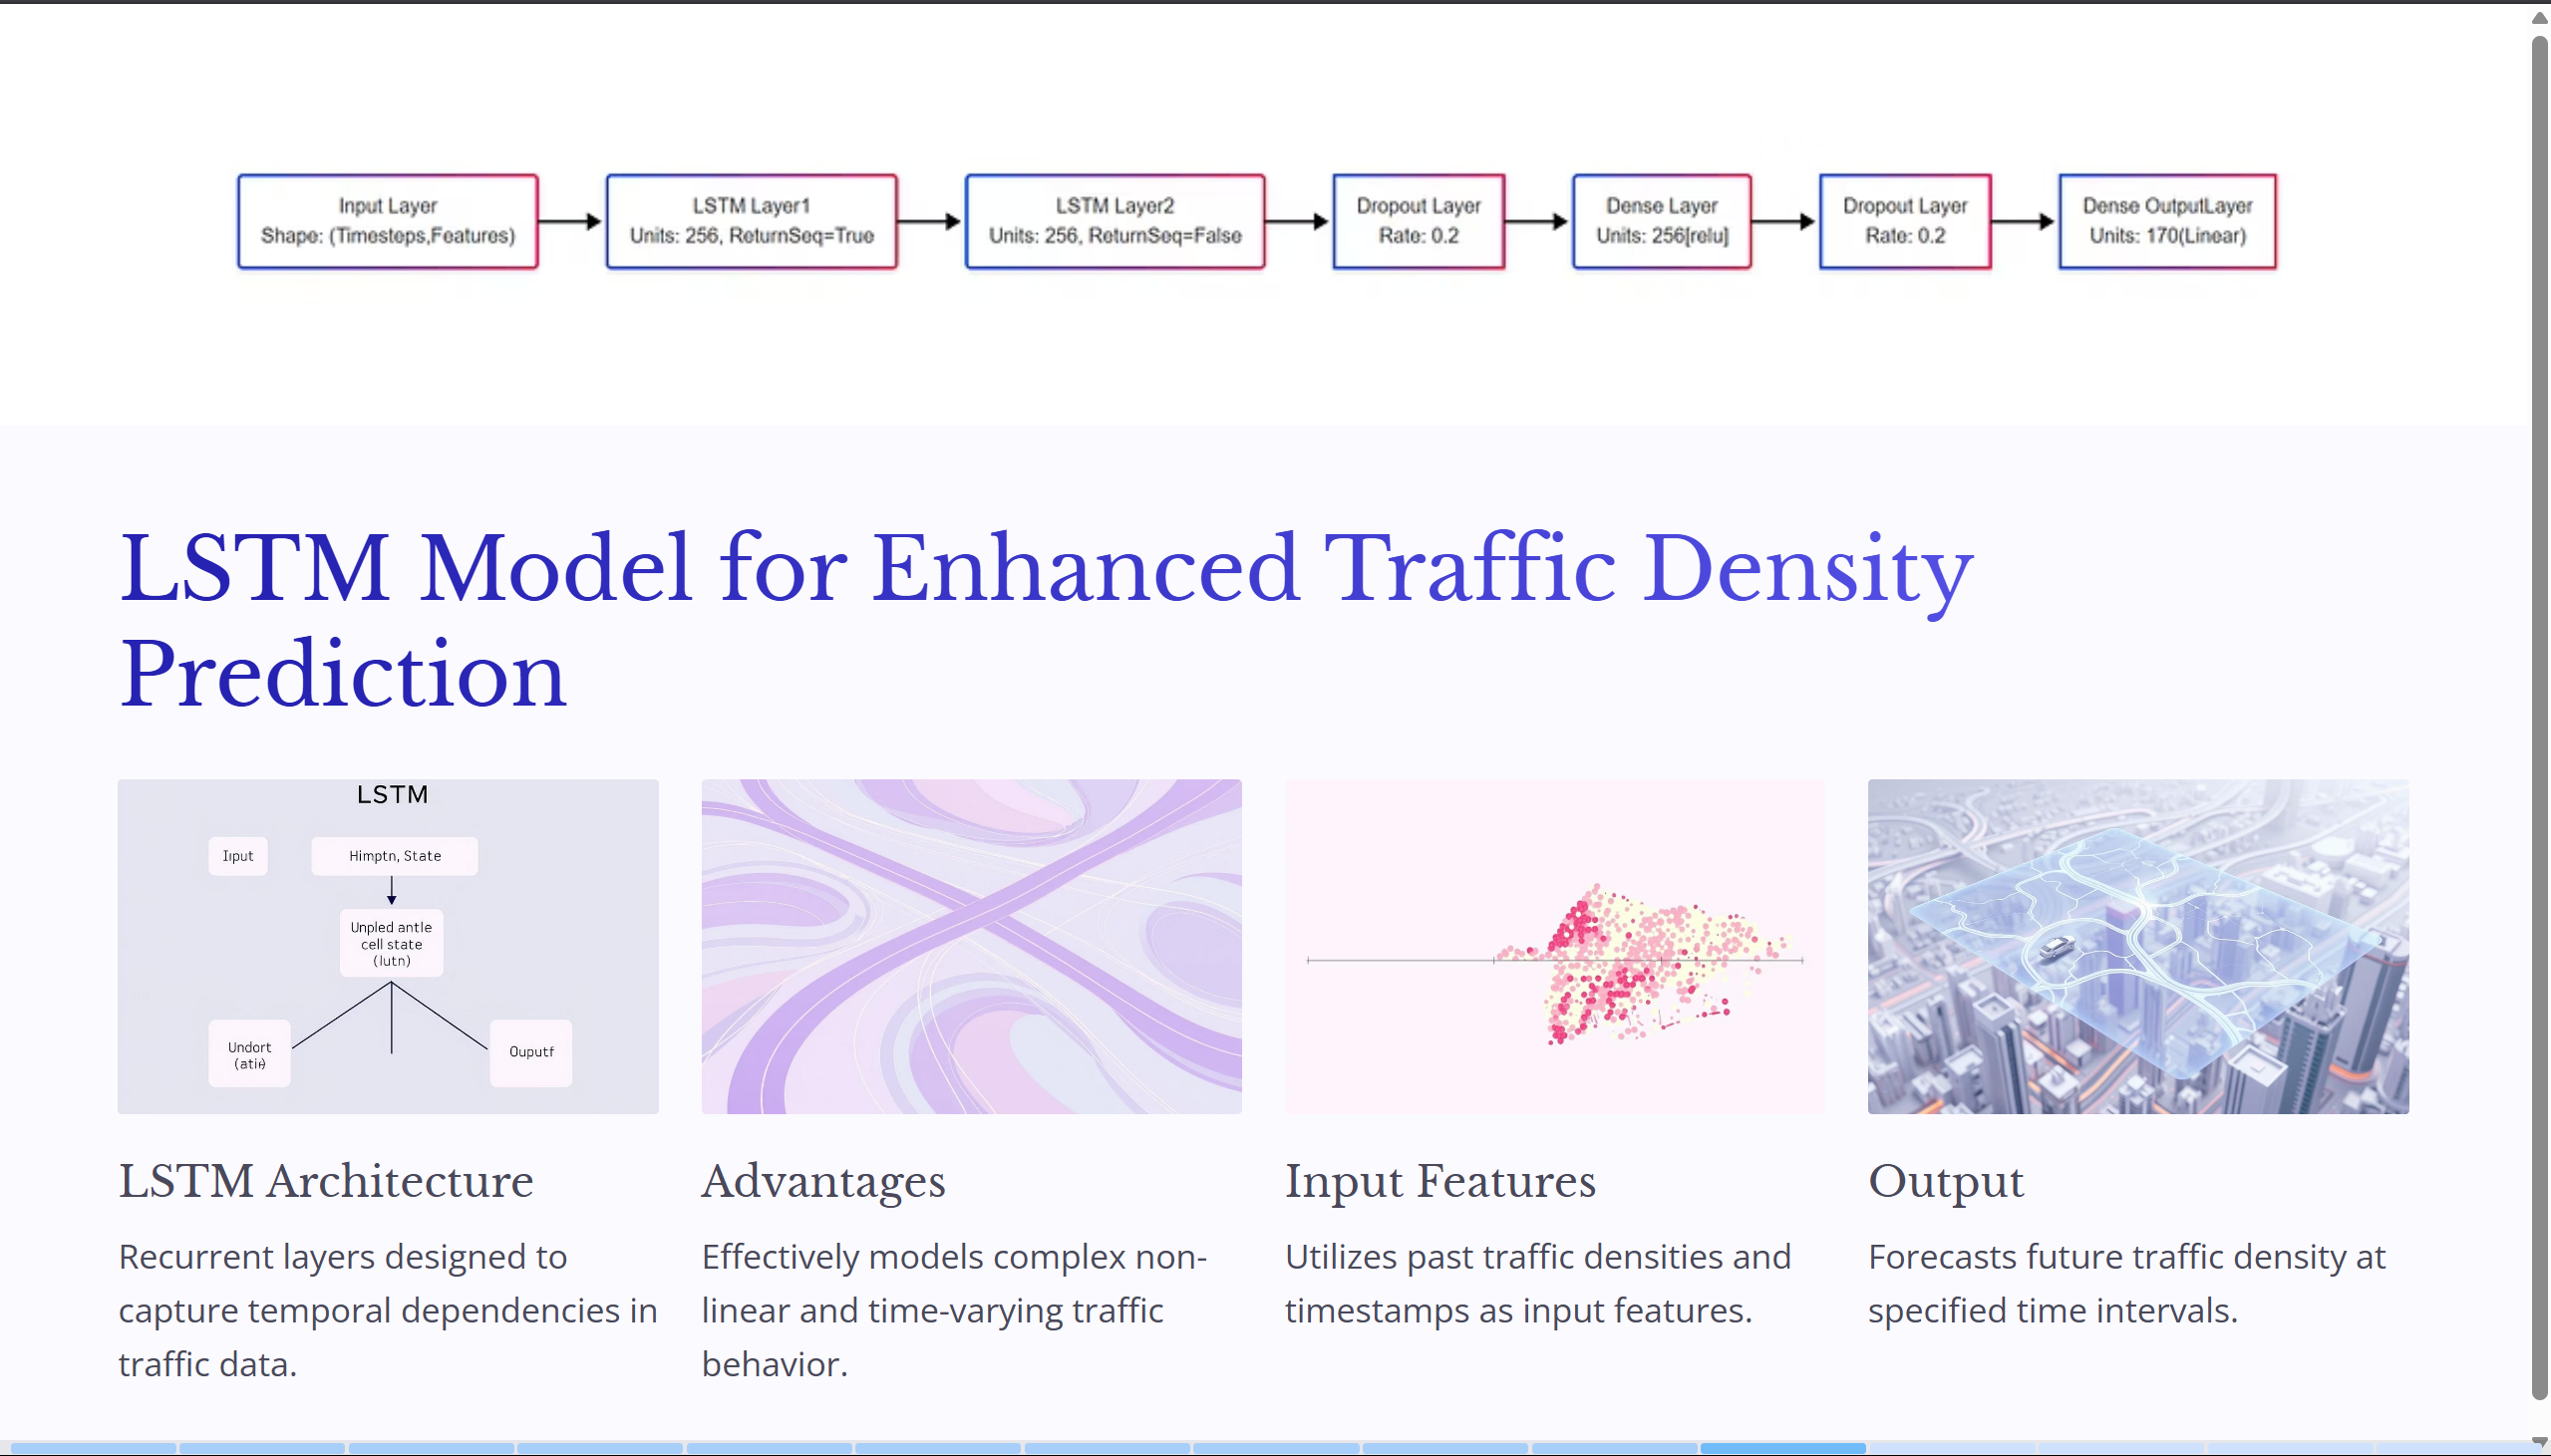 Input Layer
Shape: (Timesteps,Features)
LSTM Layer1
Units: 256, ReturnSeq=True
LSTM Layer2
Units: 256, ReturnSeq=False
Dropout Layer
Rate: 0.2
Dense Layer
Units: 256[relu]
Dropout Layer
Rate: 0.2
Dense OutputLayer
Units: 170(Linear)
LSTM Model for Enhanced Traffic Density
Prediction
LSTM
Iıput
Himptn, State
Unpled antle
cell state
(lutn)
Undort
Ouputf
LSTM Architecture
Recurrent layers designed to
capture temporal dependencies in
traffic data.
Advantages
Effectively models complex non-
linear and time-varying traffic
behavior.
Input Features
Utilizes past traffic densities and
timestamps as input features.
Output
Forecasts future traffic density at
specified time intervals.